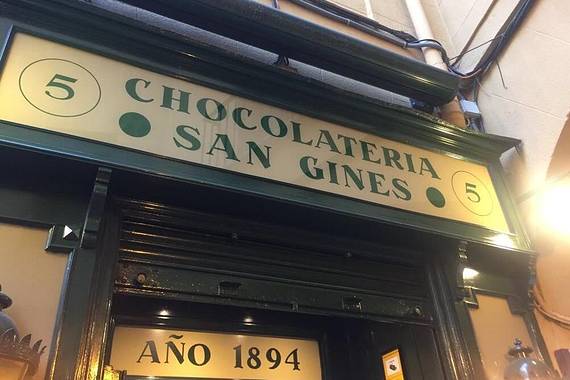 5 CHOCOLATERIA 5
SAN GINES
AÑO 1894